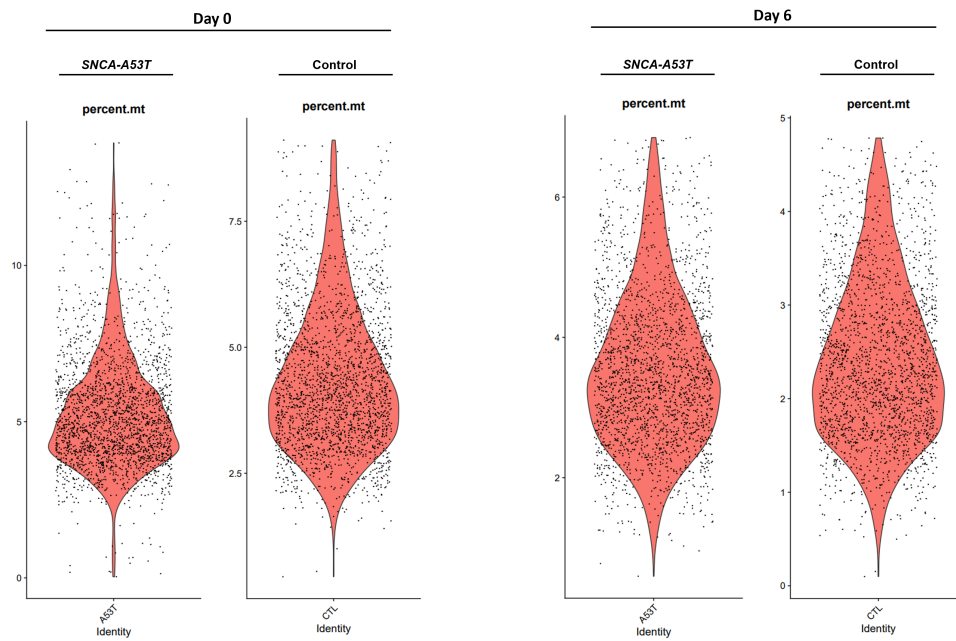 Day 0
Day 6
SNCA-A53T
Control
SNCA-A53T
Control
percent.mt
percent.mt
percent.mt
percent.mt
10
5
0
7.5
5.0
2.5
6
4
2
5
4
3
2
1
0
A53T
CTL
A53T
CTL
Identity
Identity
Identity
Identity